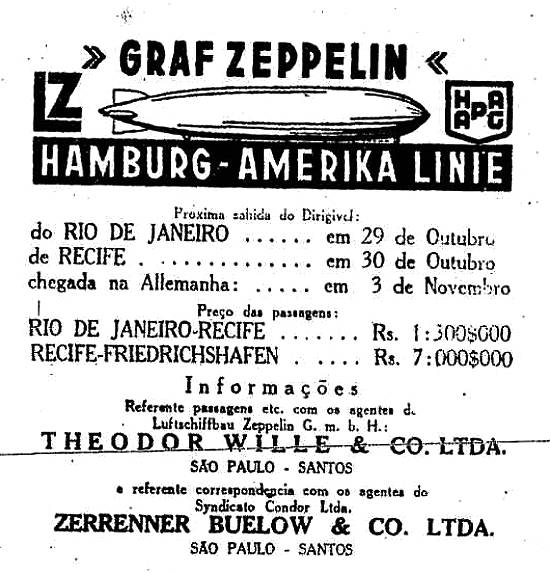 » GRAF ZEPPELIN «
LZ
HAPAG
HAMBURG - AMERIKA LINIE
Próxima sahida do Dirigivel:
do RIO DE JANEIRO ...... em 29 de Outubro
de RECIFE . ............. em 30 de Outubro
chegada na Allemanha: ..... em 3 de Novembro
Preço das passagens:
RIO DE JANEIRO-RECIFE ....... Rs. 1:300$000
RECIFE-FRIEDRICHSHAFEN . .... Rs. 7:000$000
Informações
Referente passagens etc. com os agentes d.
Luftschiffbau Zeppelin G. m. b. H.:
THEODOR WILLE & CO. LTDA.
SÃO PAULO - SANTOS
e referente correspondencia com os agentes do
Syndicato Condor Ltda.
ZERRENNER BUELOW & CO. LTDA.
SÃO PAULO - SANTOS